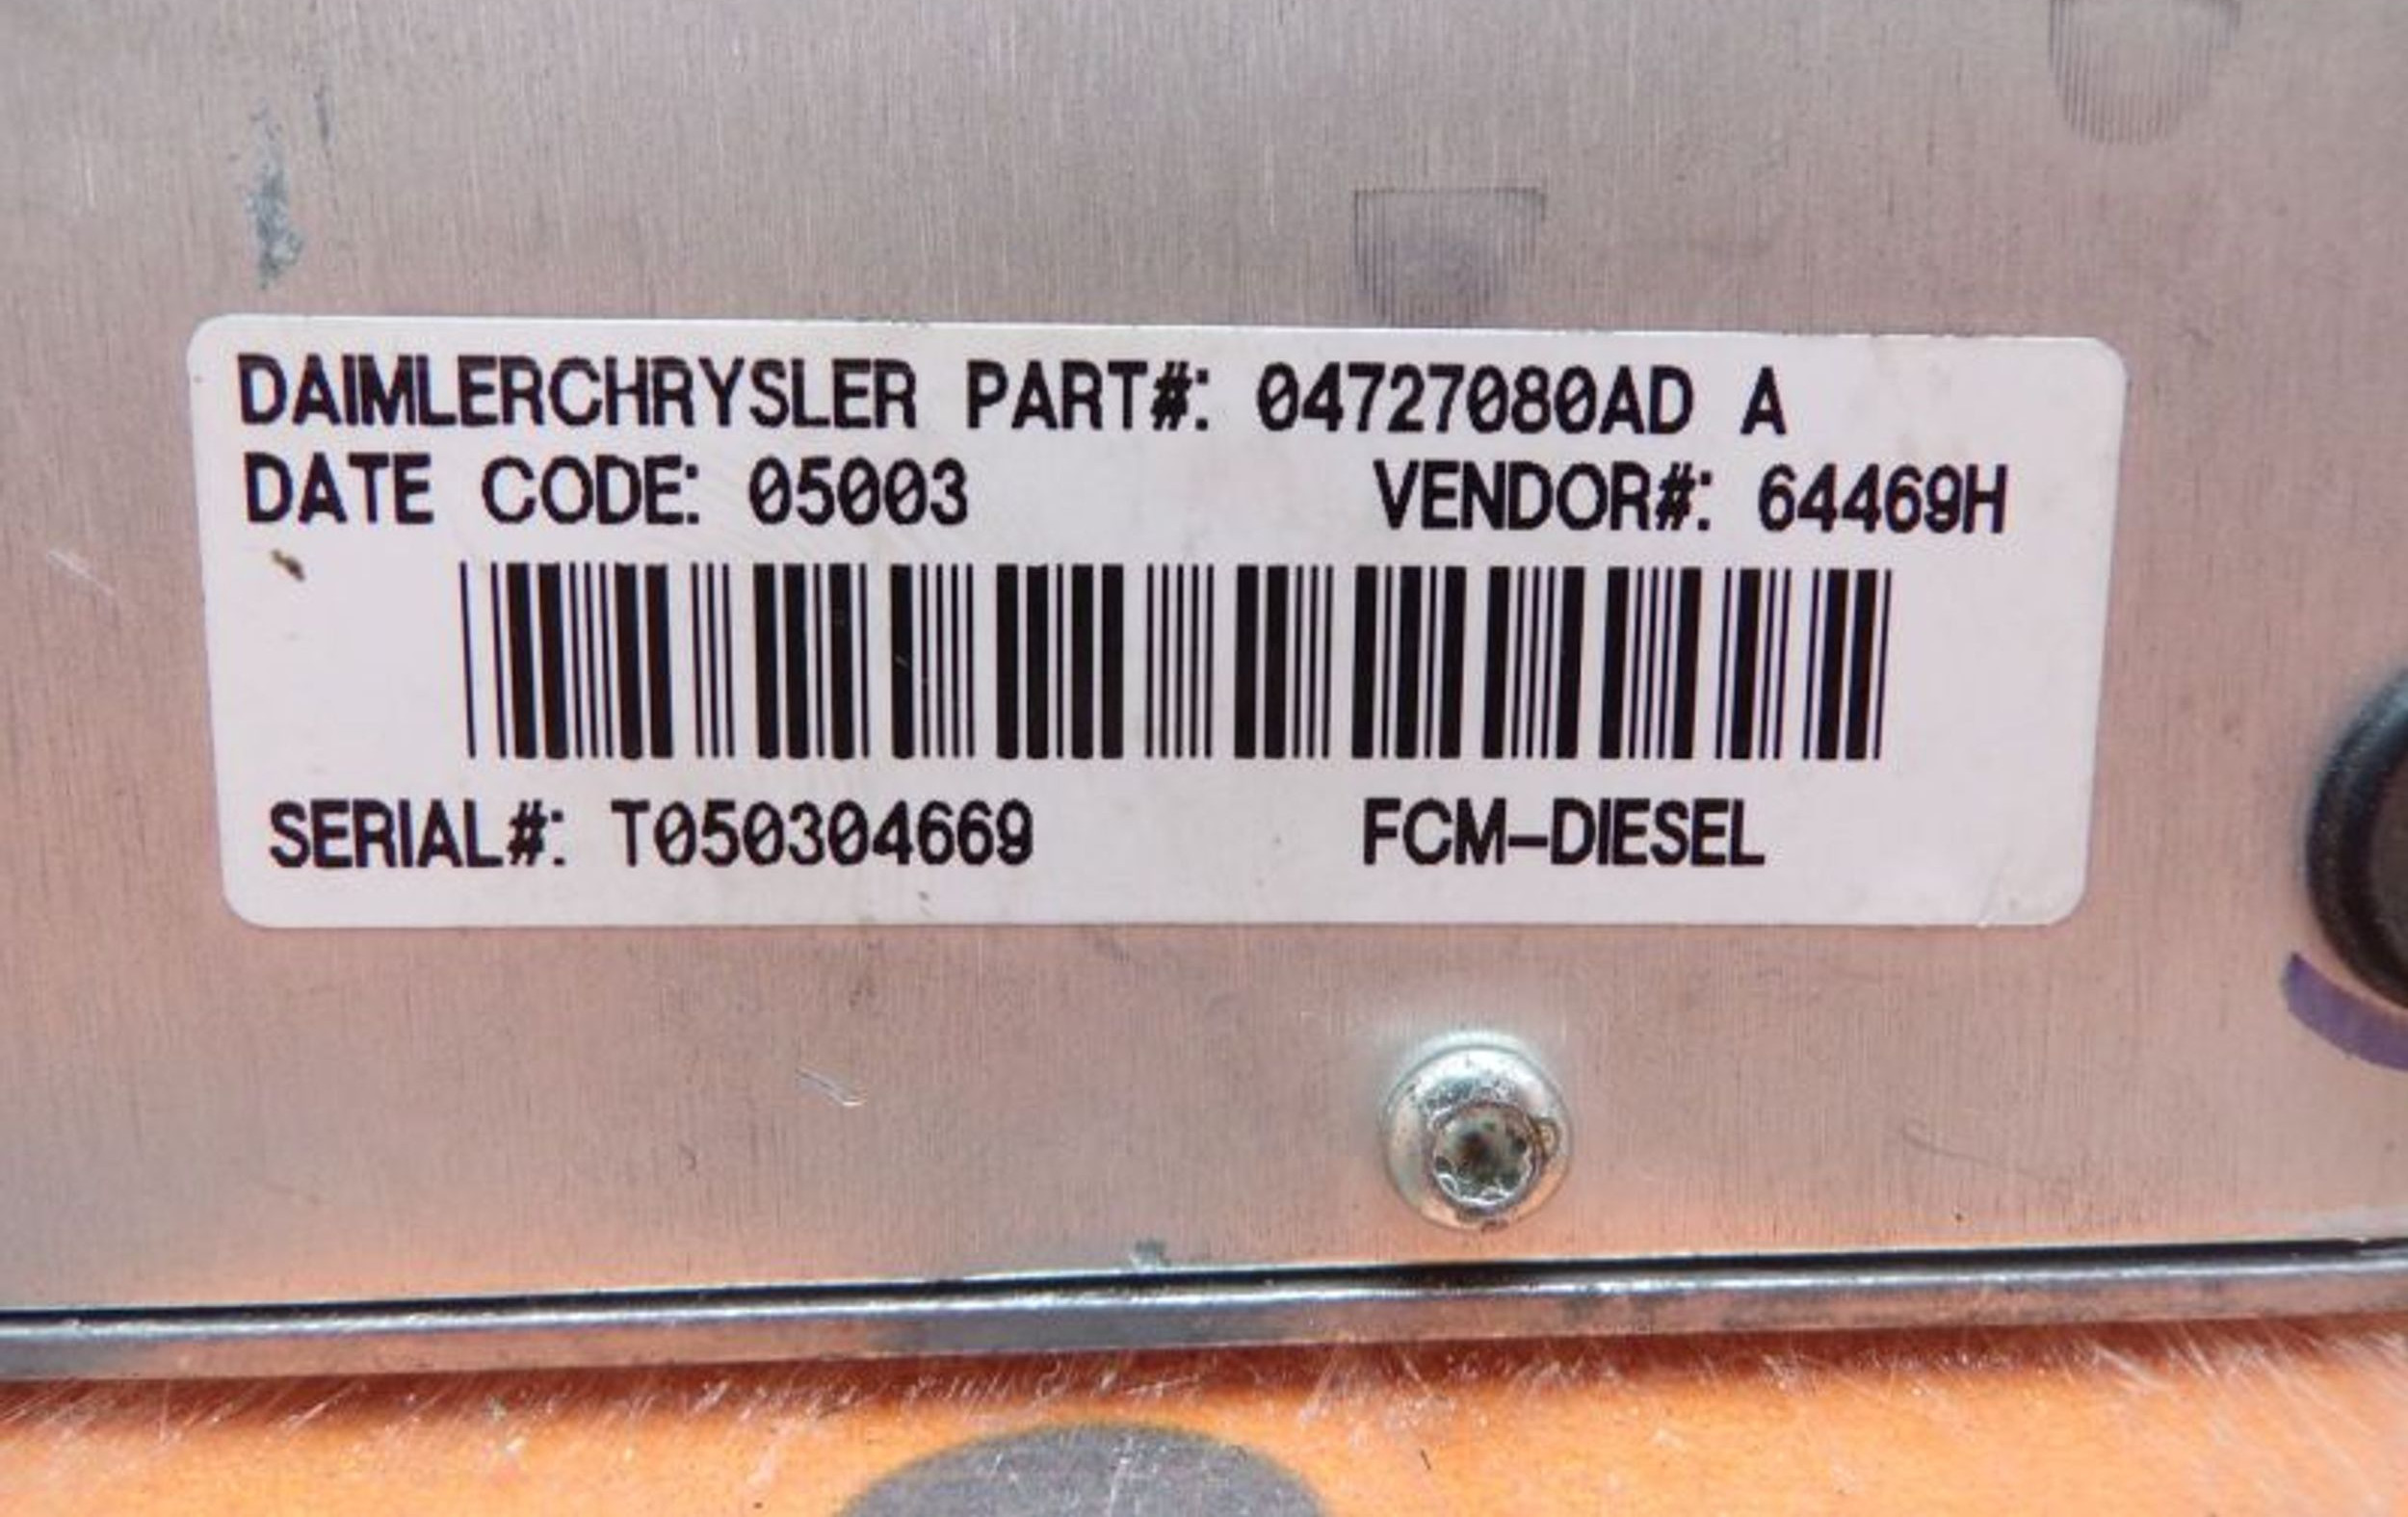 DAIMLERCHRYSLER PART#: 04727080AD A
DATE CODE: 05003 VENDOR#: 64469H
SERIAL#: T050304669 FCM-DIESEL